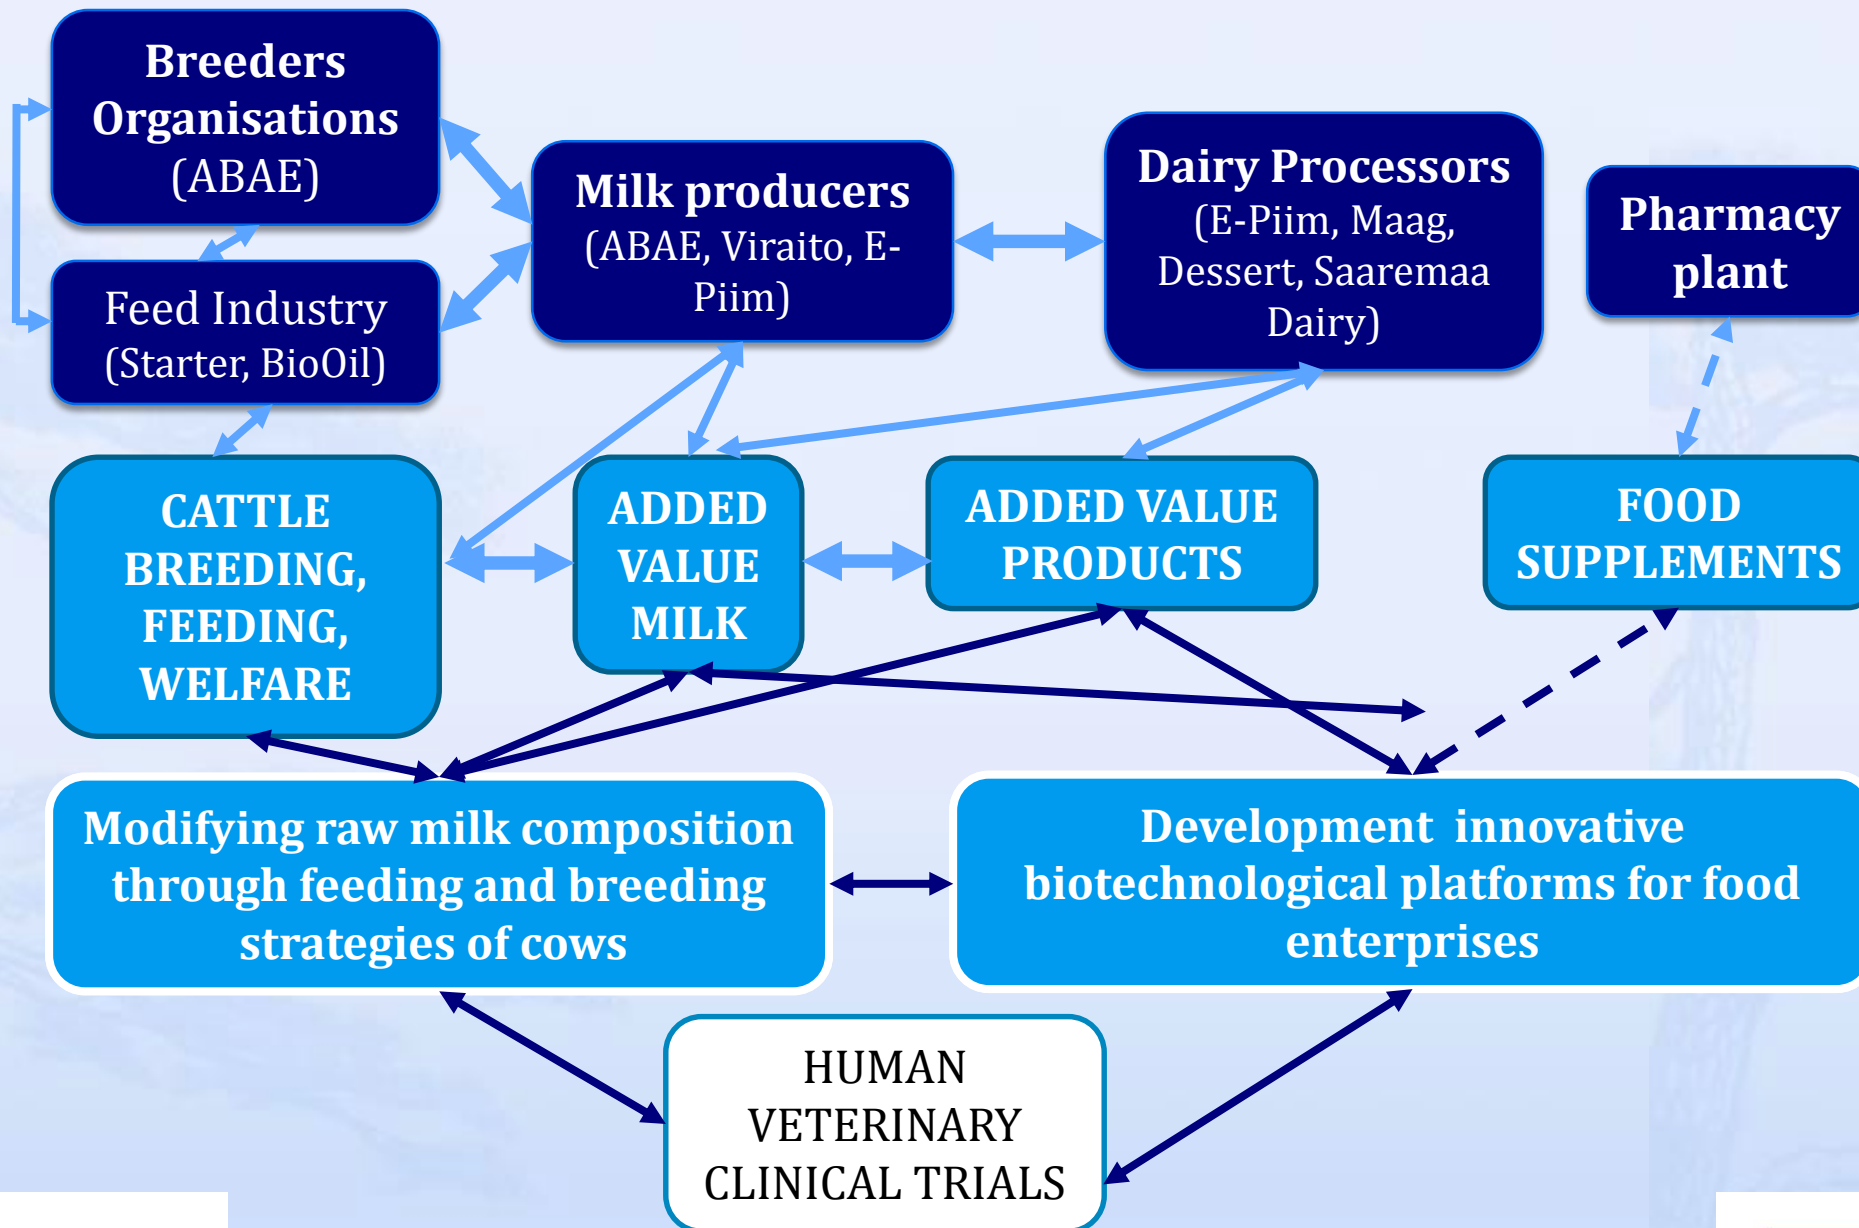 Breeders
Organisations
(ABAE)
Feed Industry
(Starter, BioOil)
Milk producers
(ABAE, Viraito, E-
Piim)
Dairy Processors
(E-Piim, Maag,
Dessert, Saaremaa
Dairy)
Pharmacy
plant
CATTLE
BREEDING,
FEEDING,
WELFARE
ADDED
VALUE
MILK
ADDED VALUE
PRODUCTS
FOOD
SUPPLEMENTS
Modifying raw milk composition
through feeding and breeding
strategies of cows
Development  innovative
biotechnological platforms for food
enterprises
HUMAN
VETERINARY
CLINICAL TRIALS